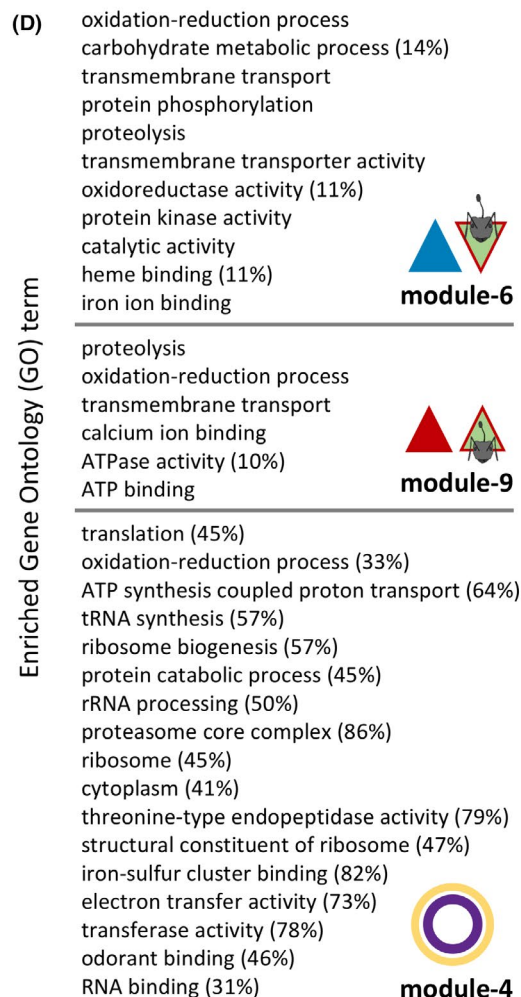 (D)
Enriched Gene Ontology (GO) term
oxidation-reduction process
carbohydrate metabolic process (14%)
transmembrane transport
protein phosphorylation
proteolysis
transmembrane transporter activity
oxidoreductase activity (11%)
protein kinase activity
catalytic activity
heme binding (11%)
iron ion binding
module-6
proteolysis
oxidation-reduction process
transmembrane transport
calcium ion binding
ATPase activity (10%)
ATP binding
module-9
translation (45%)
oxidation-reduction process (33%)
ATP synthesis coupled proton transport (64%)
tRNA synthesis (57%)
ribosome biogenesis (57%)
protein catabolic process (45%)
rRNA processing (50%)
proteasome core complex (86%)
ribosome (45%)
cytoplasm (41%)
threonine-type endopeptidase activity (79%)
structural constituent of ribosome (47%)
iron-sulfur cluster binding (82%)
electron transfer activity (73%)
transferase activity (78%)
odorant binding (46%)
RNA binding (31%)
module-4